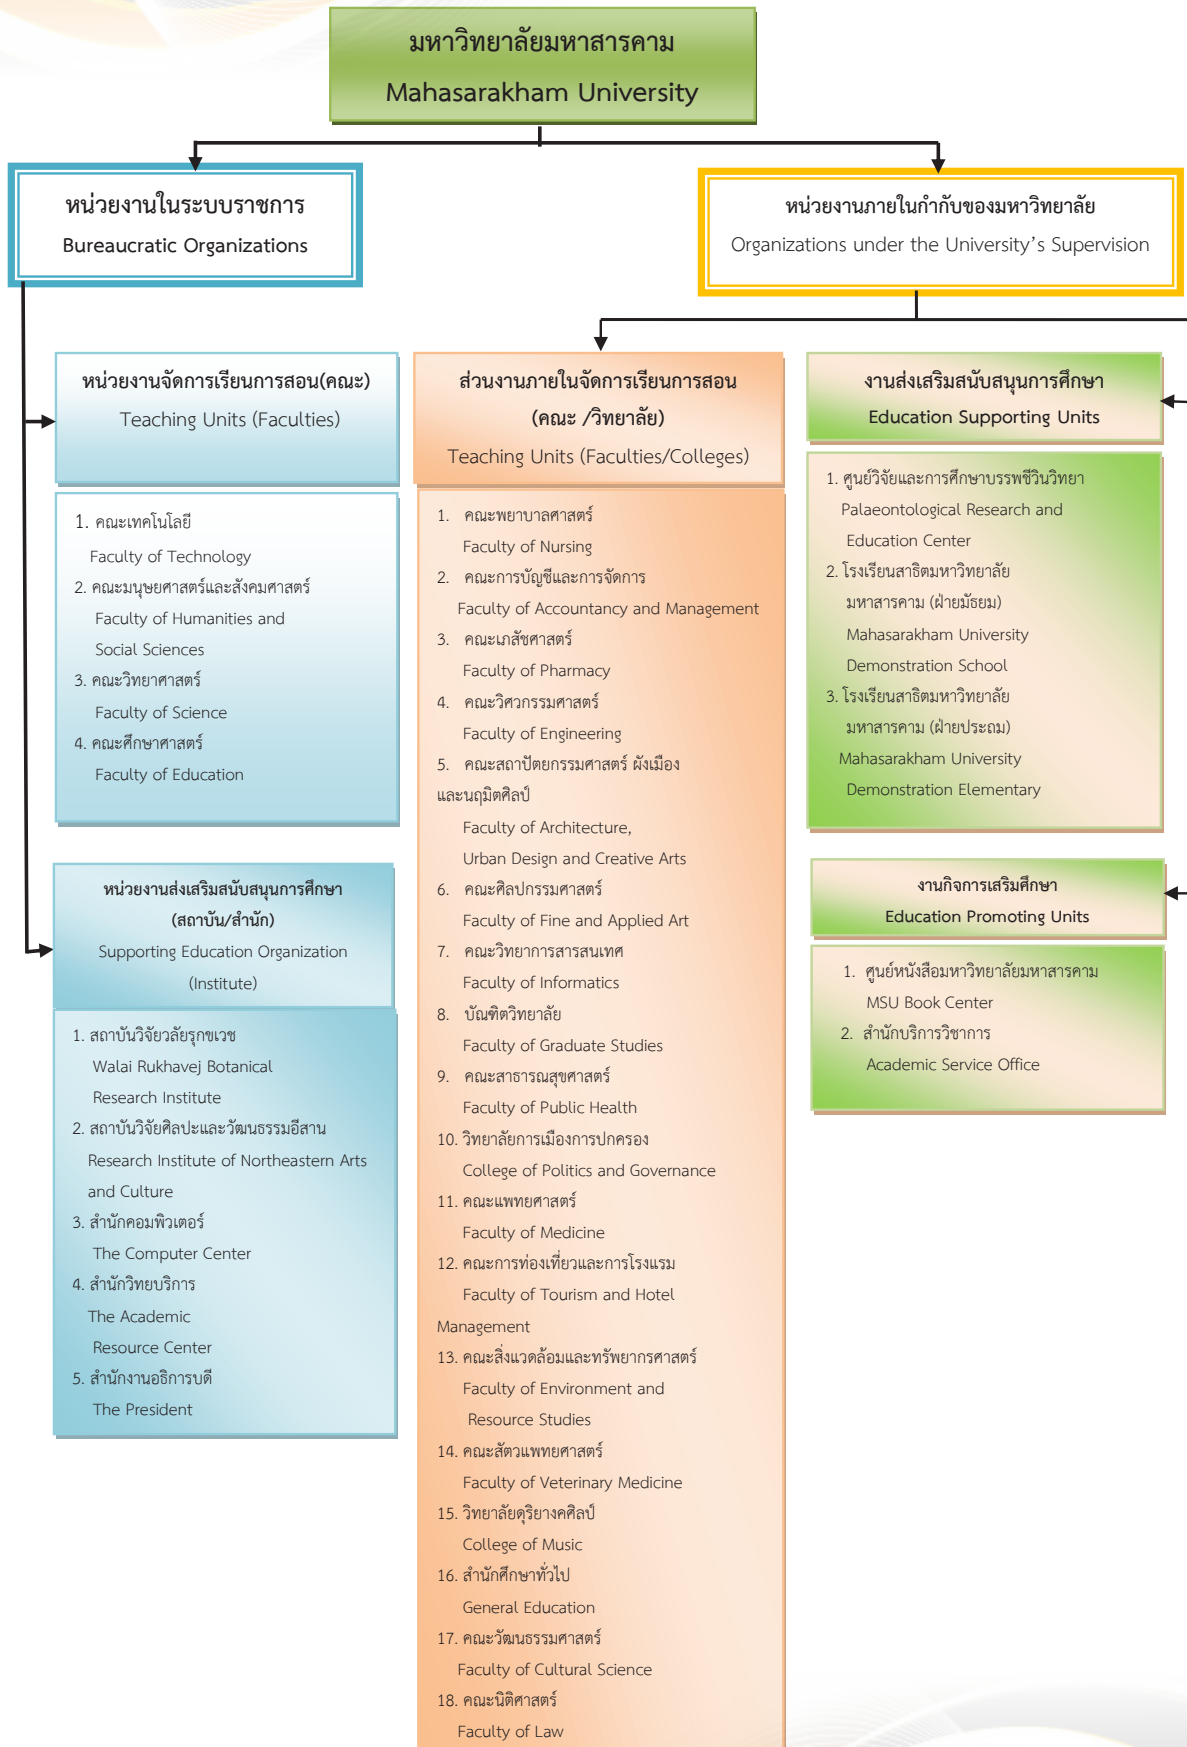 มหาวิทยาลัยมหาสารคาม
Mahasarakham University
หน่วยงานในระบบราชการ
Bureaucratic Organizations
หน่วยงานภายในกำกับของมหาวิทยาลัย
Organizations under the University’s Supervision
หน่วยงานจัดการเรียนการสอน(คณะ)
Teaching Units (Faculties)
1. คณะเทคโนโลยี
Faculty of Technology
2. คณะมนุษยศาสตร์และสังคมศาสตร์
Faculty of Humanities and
Social Sciences
3. คณะวิทยาศาสตร์
Faculty of Science
4. คณะศึกษาศาสตร์
Faculty of Education
หน่วยงานส่งเสริมสนับสนุนการศึกษา
(สถาบัน/สำนัก)
Supporting Education Organization
(Institute)
1. สถาบันวิจัยวลัยรุกขเวช
Walai Rukhavej Botanical
Research Institute
2. สถาบันวิจัยศิลปะและวัฒนธรรมอีสาน
Research Institute of Northeastern Arts
and Culture
3. สำนักคอมพิวเตอร์
The Computer Center
4. สำนักวิทยบริการ
The Academic
Resource Center
5. สำนักงานอธิการบดี
The President
ส่วนงานภายในจัดการเรียนการสอน
(คณะ /วิทยาลัย)
Teaching Units (Faculties/Colleges)
1. คณะพยาบาลศาสตร์
Faculty of Nursing
2. คณะการบัญชีและการจัดการ
Faculty of Accountancy and Management
3. คณะเภสัชศาสตร์
Faculty of Pharmacy
4. คณะวิศวกรรมศาสตร์
Faculty of Engineering
5. คณะสถาปัตยกรรมศาสตร์ ผังเมือง
และนฤมิตศิลป์
Faculty of Architecture,
Urban Design and Creative Arts
6. คณะศิลปกรรมศาสตร์
Faculty of Fine and Applied Art
7. คณะวิทยาการสารสนเทศ
Faculty of Informatics
8. บัณฑิตวิทยาลัย
Faculty of Graduate Studies
9. คณะสาธารณสุขศาสตร์
Faculty of Public Health
10. วิทยาลัยการเมืองการปกครอง
College of Politics and Governance
11. คณะแพทยศาสตร์
Faculty of Medicine
12. คณะการท่องเที่ยวและการโรงแรม
Faculty of Tourism and Hotel
Management
13. คณะสิ่งแวดล้อมและทรัพยากรศาสตร์
Faculty of Environment and
Resource Studies
14. คณะสัตวแพทยศาสตร์
Faculty of Veterinary Medicine
15. วิทยาลัยดุริยางคศิลป์
College of Music
16. สำนักศึกษาทั่วไป
General Education
17. คณะวัฒนธรรมศาสตร์
Faculty of Cultural Science
18. คณะนิติศาสตร์
Faculty of Law
งานส่งเสริมสนับสนุนการศึกษา
Education Supporting Units
1. ศูนย์วิจัยและการศึกษาบรรพชีวินวิทยา
Palaeontological Research and
Education Center
2. โรงเรียนสาธิตมหาวิทยาลัย
มหาสารคาม (ฝ่ายมัธยม)
Mahasarakham University
Demonstration School
3. โรงเรียนสาธิตมหาวิทยาลัย
มหาสารคาม (ฝ่ายประถม)
Mahasarakham University
Demonstration Elementary
งานกิจการเสริมศึกษา
Education Promoting Units
1. ศูนย์หนังสือมหาวิทยาลัยมหาสารคาม
MSU Book Center
2. สำนักบริการวิชาการ
Academic Service Office